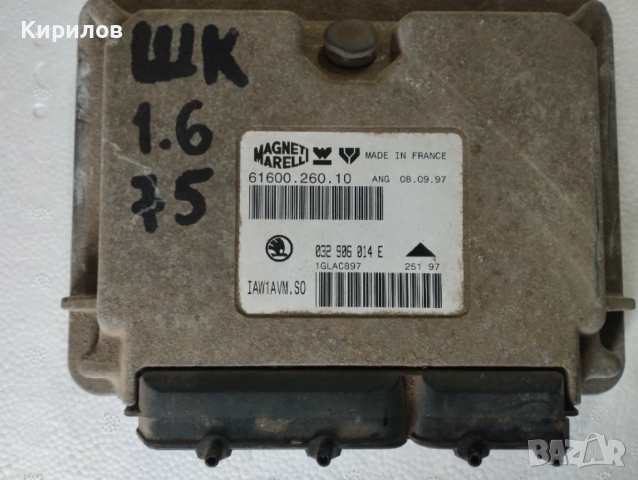 Кирилов
ШК
1.6
75
MAGNETI MARELLI MADE IN FRANCE
61600.260.10 ANG 08.09.97
032 906 014 E
1GLAC897 251 97
IAW1AVM.SO
BAZAR